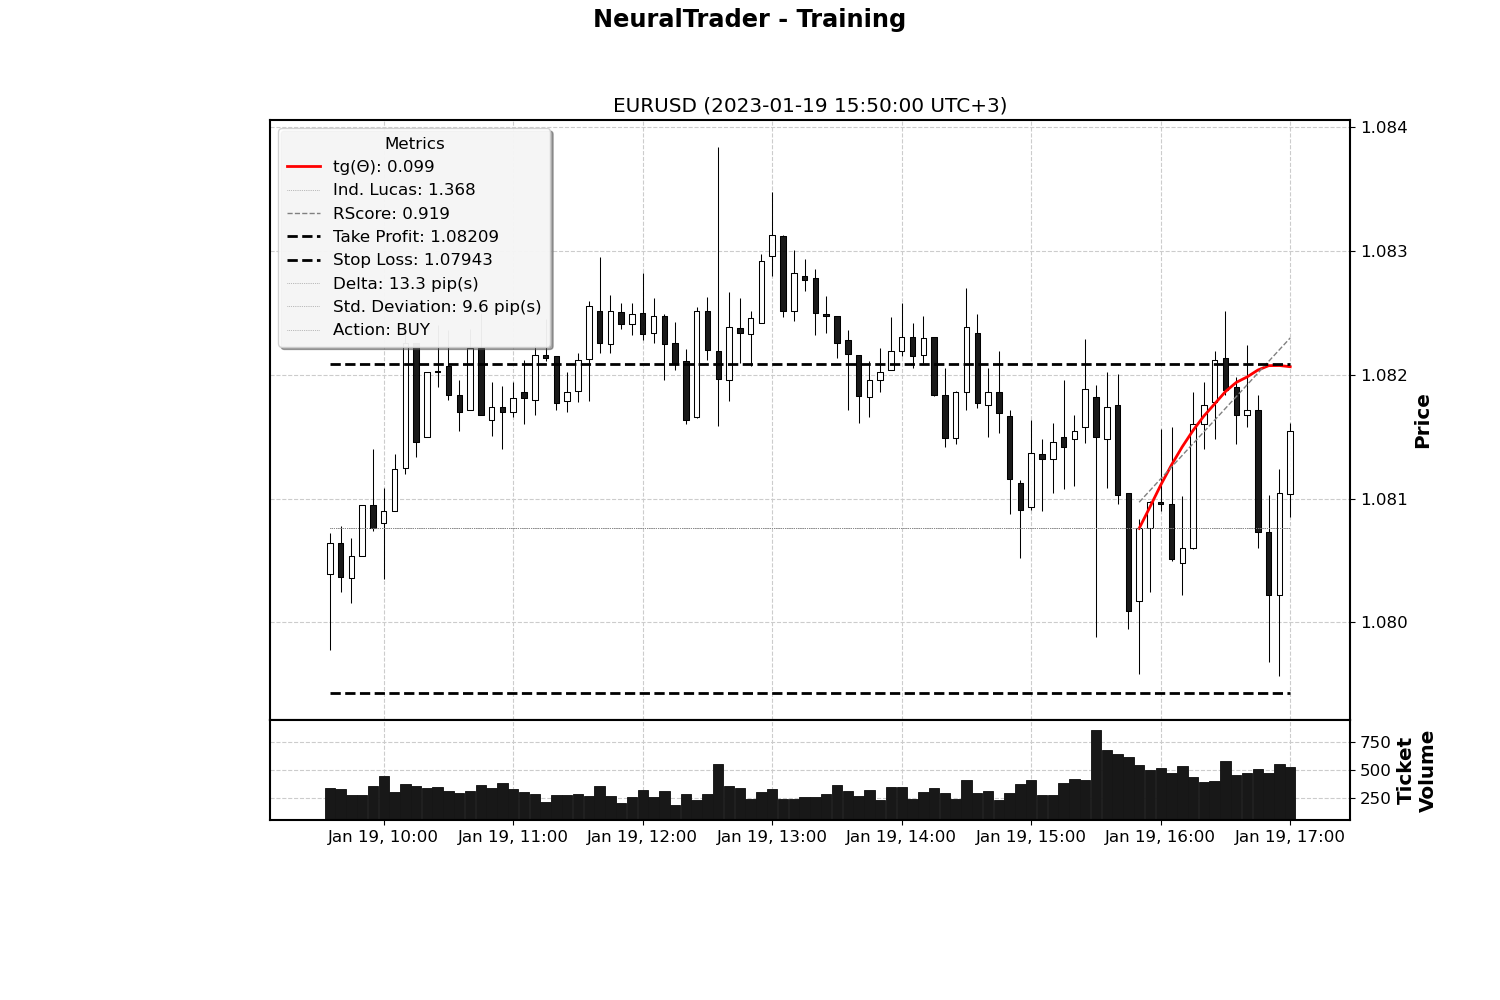 NeuralTrader - Training
EURUSD (2023-01-19 15:50:00 UTC+3)
Metrics
tg(Θ): 0.099
Ind. Lucas: 1.368
RScore: 0.919
Take Profit: 1.08209
Stop Loss: 1.07943
Delta: 13.3 pip(s)
Std. Deviation: 9.6 pip(s)
Action: BUY
1.084
1.083
1.082
1.081
1.080
Price
750
500
250
Ticket
Volume
Jan 19, 10:00 Jan 19, 11:00 Jan 19, 12:00 Jan 19, 13:00 Jan 19, 14:00 Jan 19, 15:00 Jan 19, 16:00 Jan 19, 17:00